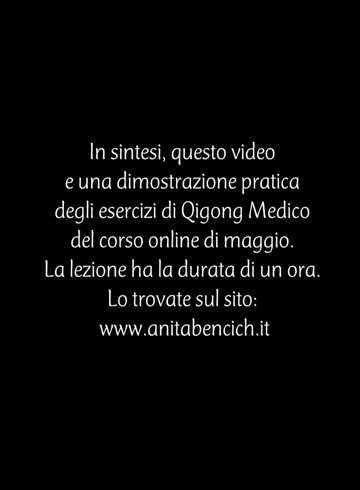 In sintesi, questo video
e una dimostrazione pratica
degli esercizi di Qigong Medico
del corso online di maggio.
La lezione ha la durata di un ora.
Lo trovate sul sito:
www.anitabencich.it